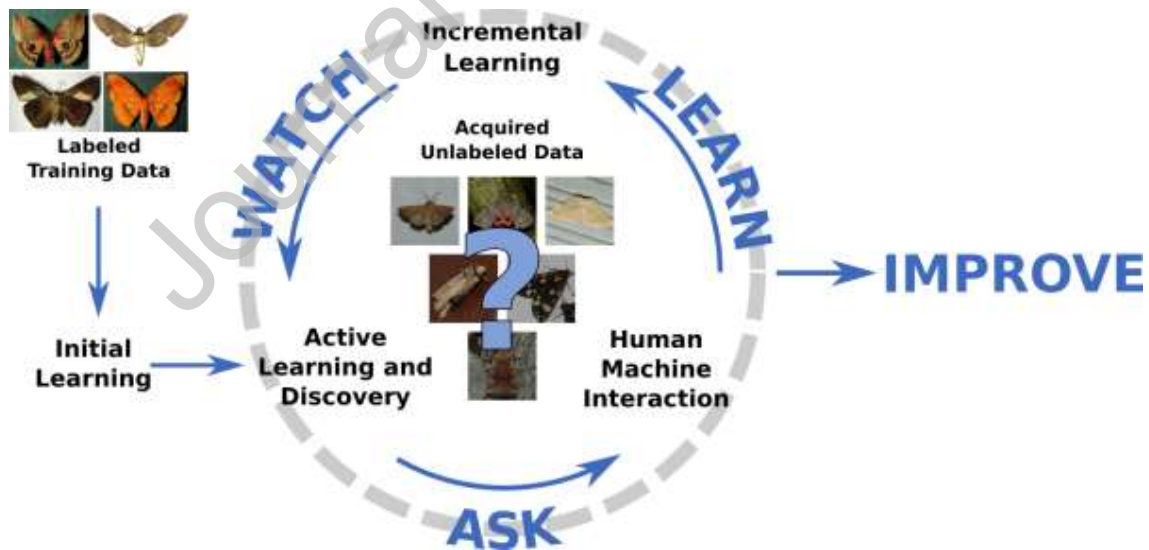 Labeled
Training Data
Initial
Learning
WATCH
Incremental
Learning
LEARN
Acquired
Unlabeled Data
?
Active
Learning and
Discovery
Human
Machine
Interaction
ASK
IMPROVE
Journa